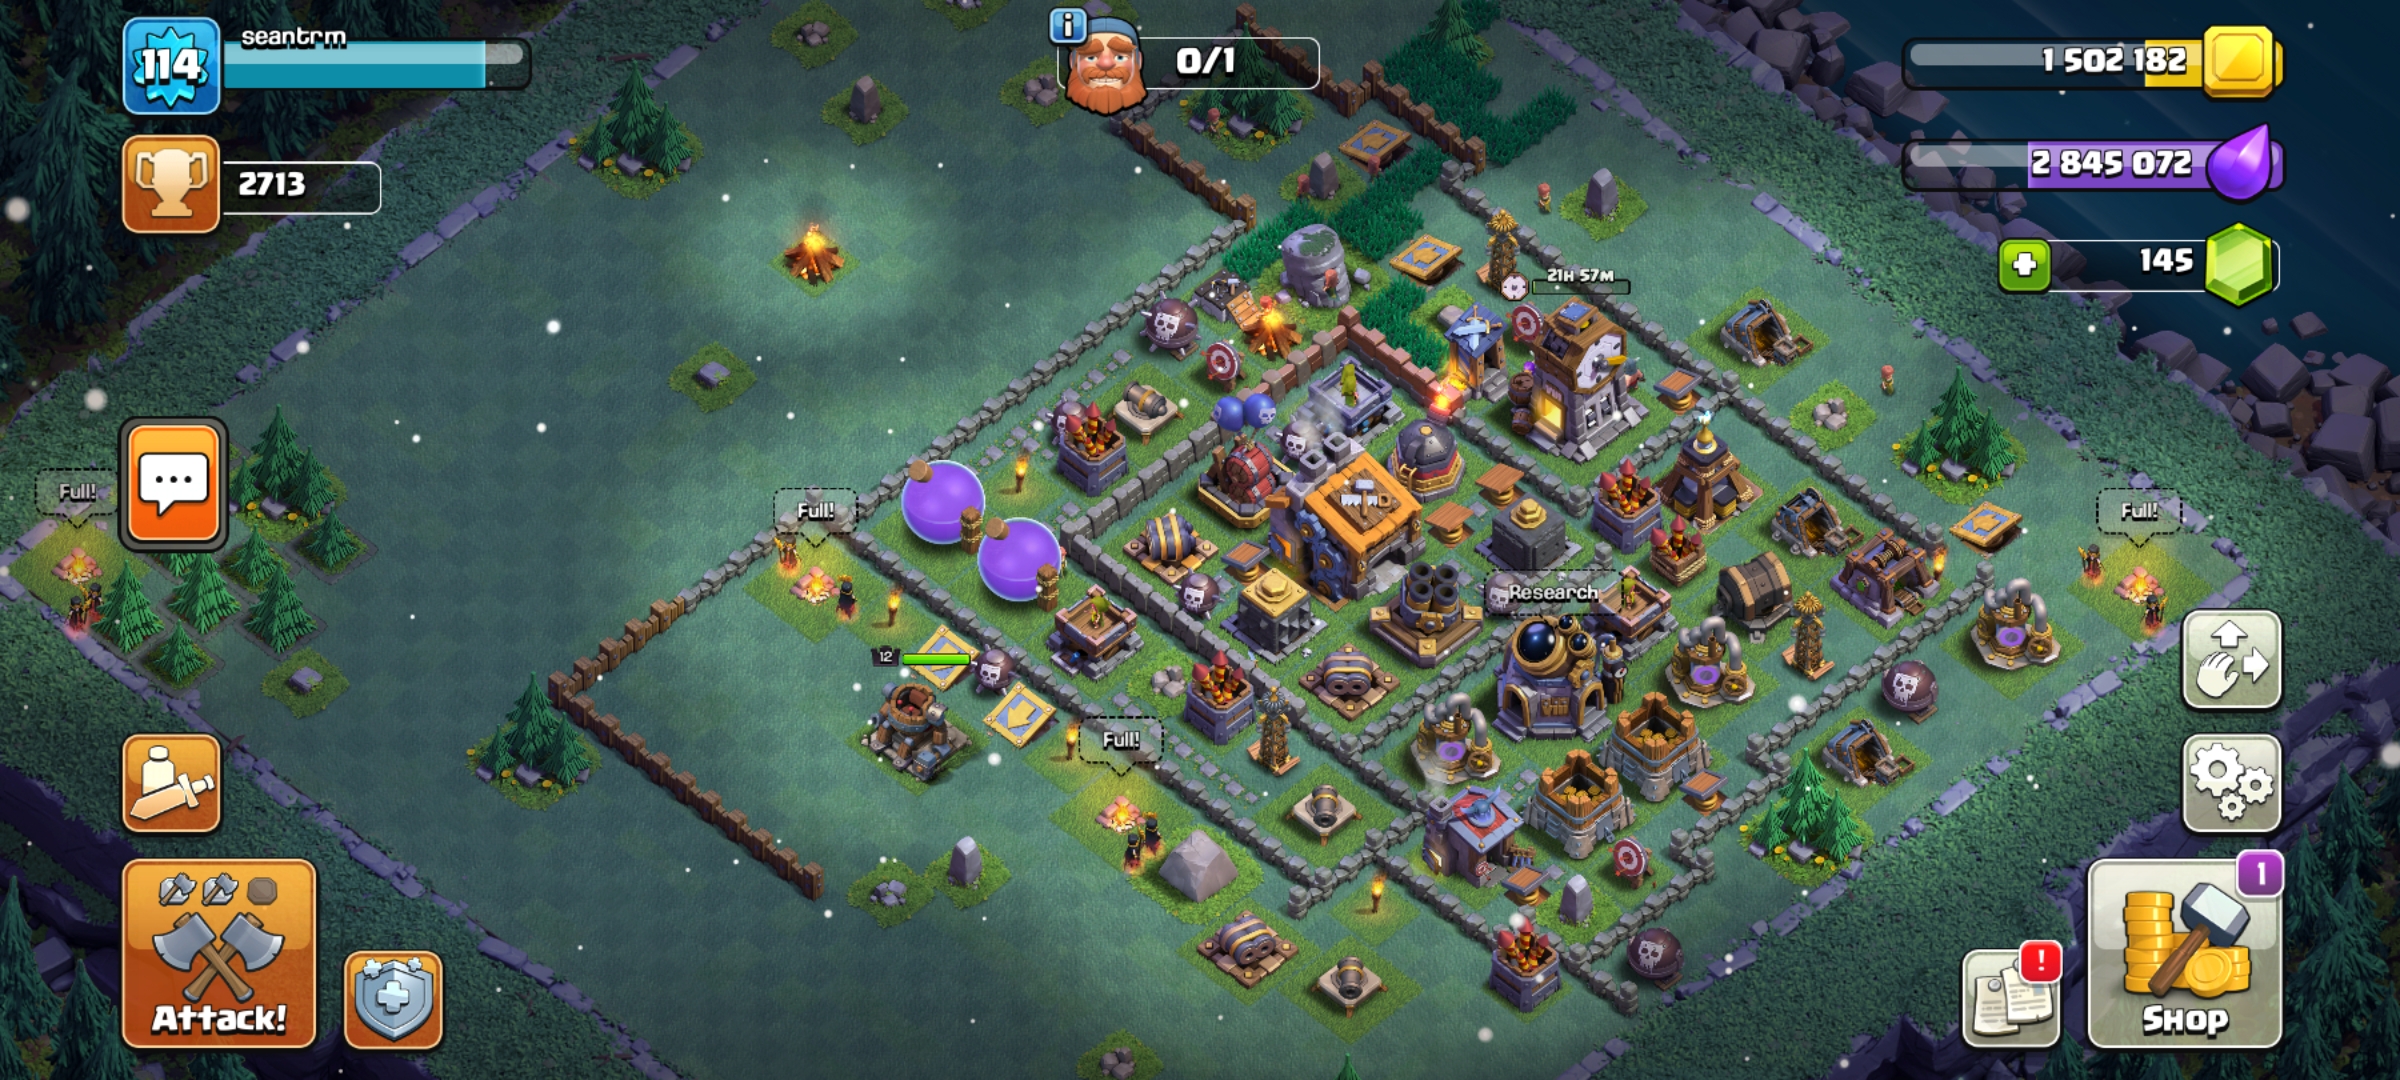 114
seantrm
i
0/1
1 502 182
2713
2 845 072
145
21h 57m
Full!
Full!
Full!
Research
12
Full!
1
!
Attack!
Shop